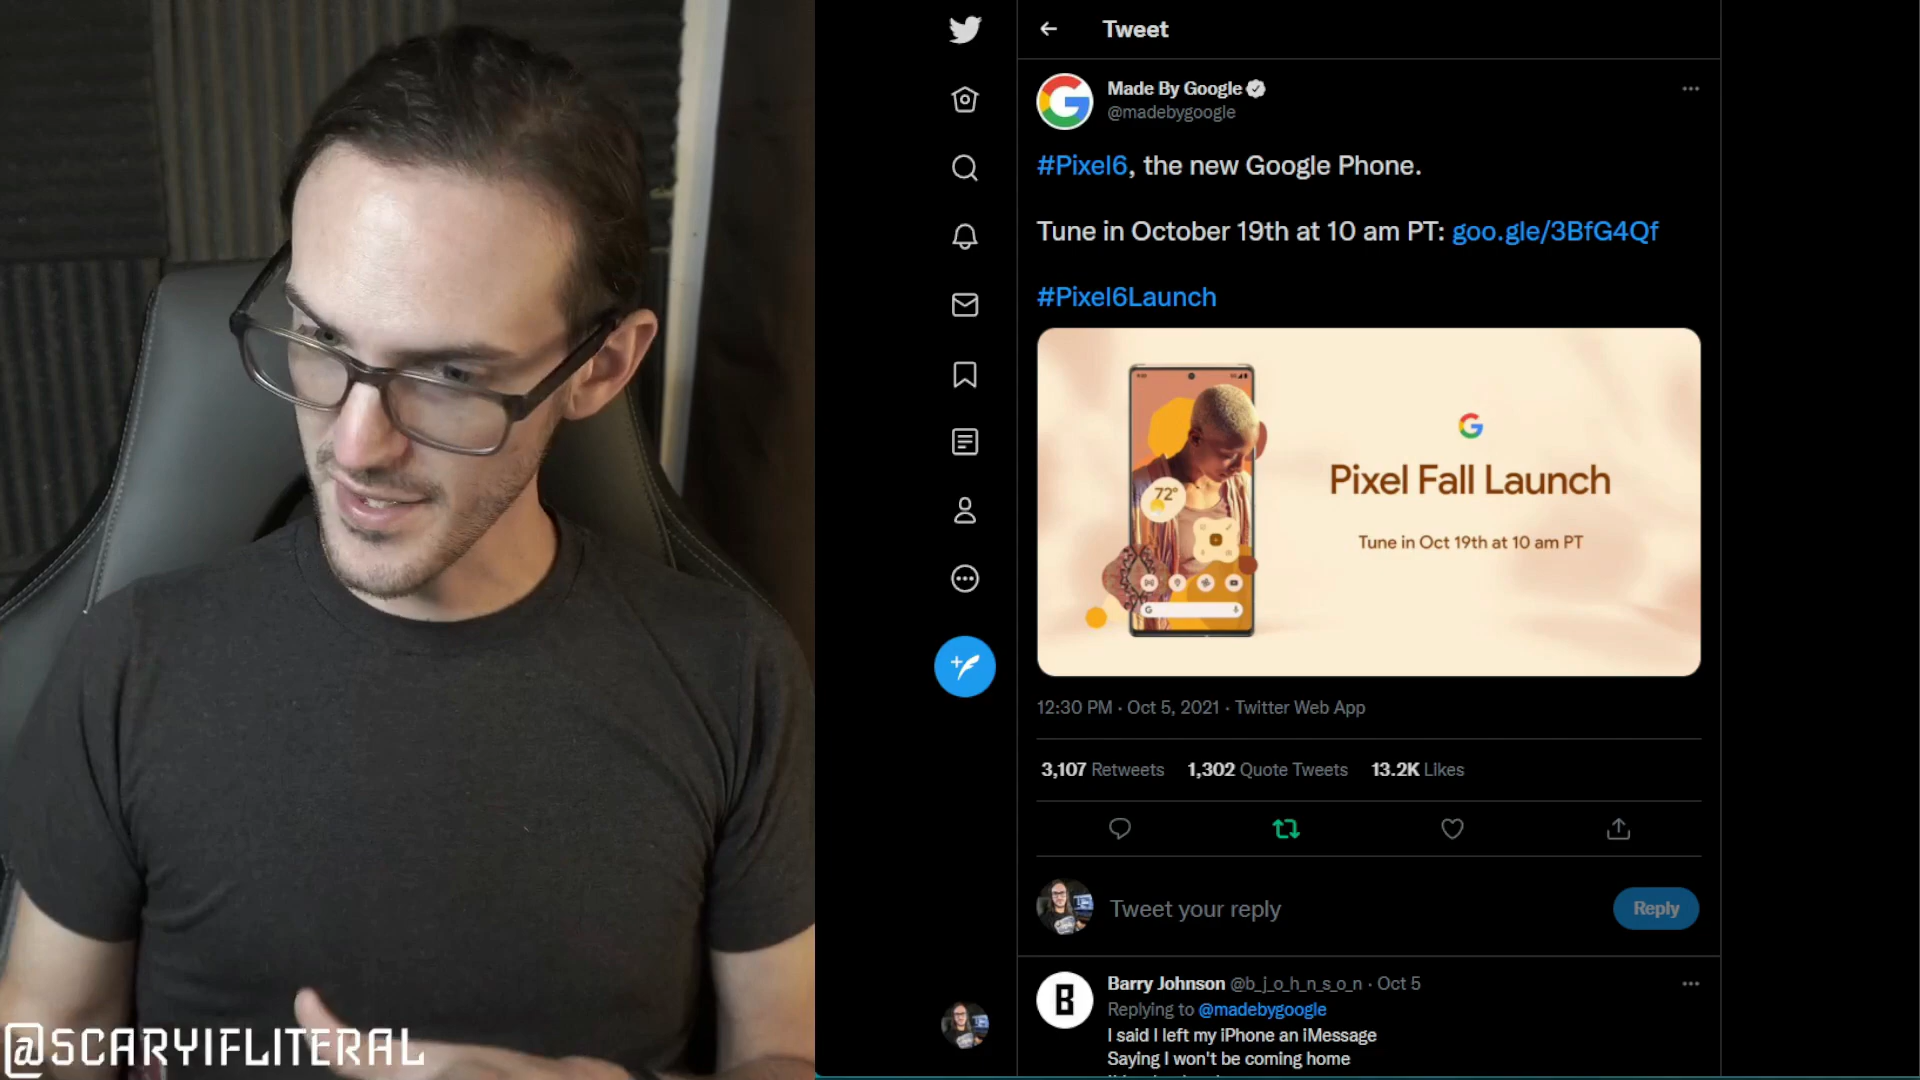 Tweet
Made By Google
@madebygoogle
#Pixel6, the new Google Phone.
Tune in October 19th at 10 am PT: goo.gle/3BfG4Qf
#Pixel6Launch
72°
G
Pixel Fall Launch
Tune in Oct 19th at 10 am PT
12:30 PM · Oct 5, 2021 · Twitter Web App
3,107 Retweets 1,302 Quote Tweets 13.2K Likes
Tweet your reply
Reply
B
Barry Johnson @b_j_o_h_n_s_o_n · Oct 5
Replying to @madebygoogle
I said I left my iPhone an iMessage
Saying I won't be coming home
@SCARYIFLITERAL